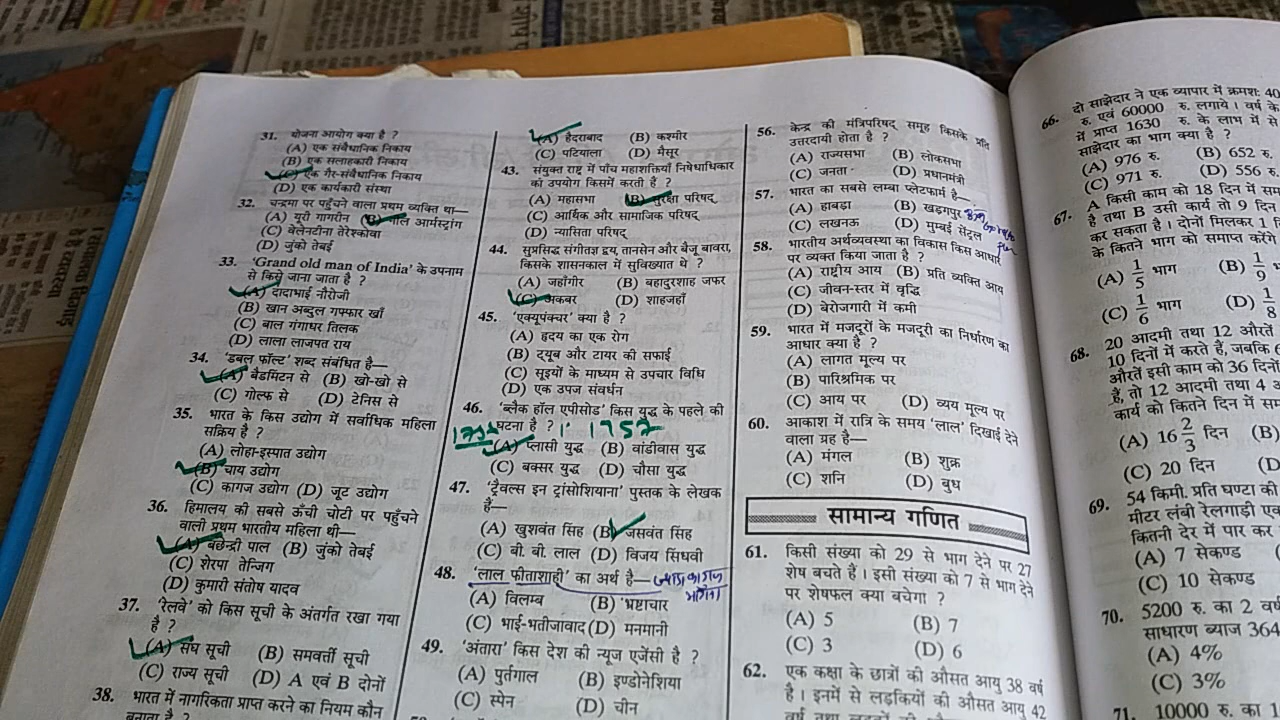 31. योजना आयोग क्या है ?
(A) एक संवैधानिक निकाय
(B) एक सलाहकारी निकाय
(C) एक गैर-संवैधानिक निकाय
(D) एक कार्यकारी संस्था
32. चन्द्रमा पर पहुँचने वाला प्रथम व्यक्ति था—
(A) यूरी गागरीन (B) नील आर्मस्ट्रांग
(C) वेलेनटीना तेरेश्कोवा
(D) जुंको तेबई
33. 'Grand old man of India' के उपनाम
से किसे जाना जाता है ?
(A) दादाभाई नौरोजी
(B) खान अब्दुल गफ्फार खाँ
(C) बाल गंगाधर तिलक
(D) लाला लाजपत राय
34. 'डबल फॉल्ट' शब्द संबंधित है—
(A) बैडमिंटन से (B) खो-खो से
(C) गोल्फ से (D) टेनिस से
35. भारत के किस उद्योग में सर्वाधिक महिला
सक्रिय है ?
(A) लोहा-इस्पात उद्योग
(B) चाय उद्योग
(C) कागज उद्योग (D) जूट उद्योग
36. हिमालय की सबसे ऊँची चोटी पर पहुँचने
वाली प्रथम भारतीय महिला थी—
(A) बछेन्द्री पाल (B) जुंको तेबई
(C) शेरपा तेन्जिग
(D) कुमारी संतोष यादव
37. 'रेलवे' को किस सूची के अंतर्गत रखा गया
है ?
(A) संघ सूची (B) समवर्ती सूची
(C) राज्य सूची (D) A एवं B दोनों
38. भारत में नागरिकता प्राप्त करने का नियम कौन
बनाता है ?
(A) हैदराबाद (B) कश्मीर
(C) पटियाला (D) मैसूर
43. संयुक्त राष्ट्र में पाँच महाशक्तियाँ निषेधाधिकार
का उपयोग किसमें करती है ?
(A) महासभा (B) सुरक्षा परिषद्
(C) आर्थिक और सामाजिक परिषद्
(D) न्यासिता परिषद्
44. सुप्रसिद्ध संगीतज्ञ द्वय, तानसेन और बैजू बावरा,
किसके शासनकाल में सुविख्यात थे ?
(A) जहाँगीर (B) बहादुरशाह जफर
(C) अकबर (D) शाहजहाँ
45. 'एक्यूपंक्चर' क्या है ?
(A) हृदय का एक रोग
(B) ट्यूब और टायर की सफाई
(C) सूइयों के माध्यम से उपचार विधि
(D) एक उपज संवर्धन
46. 'ब्लैक हॉल एपीसोड' किस युद्ध के पहले की
घटना है ? 1757
(A) प्लासी युद्ध (B) वांडीवास युद्ध
(C) बक्सर युद्ध (D) चौसा युद्ध
47. 'ट्रैवल्स इन ट्रांसोशियाना' पुस्तक के लेखक
हैं—
(A) खुशवंत सिंह (B) जसवंत सिंह
(C) बी. बी. लाल (D) विजय सिंघवी
48. 'लाल फीताशाही' का अर्थ है—
(A) विलम्ब (B) भ्रष्टाचार
(C) भाई-भतीजावाद (D) मनमानी
49. 'अंतारा' किस देश की न्यूज एजेंसी है ?
(A) पुर्तगाल (B) इण्डोनेशिया
(C) स्पेन (D) चीन
56. केन्द्र की मंत्रिपरिषद् समूह किसके प्रति
उत्तरदायी होता है ?
(A) राज्यसभा (B) लोकसभा
(C) जनता (D) प्रधानमंत्री
57. भारत का सबसे लम्बा प्लेटफार्म है—
(A) हाबड़ा (B) खड़गपुर
(C) लखनऊ (D) मुम्बई सेंट्रल
58. भारतीय अर्थव्यवस्था का विकास किस आधार
पर व्यक्त किया जाता है ?
(A) राष्ट्रीय आय (B) प्रति व्यक्ति आय
(C) जीवन-स्तर में वृद्धि
(D) बेरोजगारी में कमी
59. भारत में मजदूरों के मजदूरी का निर्धारण का
आधार क्या है ?
(A) लागत मूल्य पर
(B) पारिश्रमिक पर
(C) आय पर (D) व्यय मूल्य पर
60. आकाश में रात्रि के समय 'लाल' दिखाई देने
वाला ग्रह है—
(A) मंगल (B) शुक्र
(C) शनि (D) बुध
सामान्य गणित
61. किसी संख्या को 29 से भाग देने पर 27
शेष बचते हैं। इसी संख्या को 7 से भाग देने
पर शेषफल क्या बचेगा ?
(A) 5 (B) 7
(C) 3 (D) 6
62. एक कक्षा के छात्रों की औसत आयु 38 वर्ष
है। इनमें से लड़कियों की औसत आयु 42
66. दो साझेदार ने एक व्यापार में क्रमशः 40
रु. एवं 60000 रु. लगाये। वर्ष के
में प्राप्त 1630 रु. के लाभ में से
साझेदार का भाग क्या है ?
(A) 976 रु. (B) 652 रु.
(C) 971 रु. (D) 556 रु.
67. A किसी काम को 18 दिन में
है तथा B उसी कार्य को 9 दिन
कर सकता है। दोनों मिलकर 1
के कितने भाग को समाप्त करेंगे
(A) 1/5 भाग (B) 1/9
(C) 1/6 भाग (D) 1/8
68. 20 आदमी तथा 12 औरतें
10 दिनों में करते हैं, जबकि
औरतें इसी काम को 36 दिनों
हैं, तो 12 आदमी तथा 4
कार्य को कितने दिन में
(A) 16 2/3 दिन (B)
(C) 20 दिन (D
69. 54 किमी. प्रति घण्टा की
मीटर लंबी रेलगाड़ी एक
कितनी देर में पार कर
(A) 7 सेकण्ड
(C) 10 सेकण्ड
70. 5200 रु. का 2 वर्ष
साधारण ब्याज 364
(A) 4%
(C) 3%
71. 10000 रु. का 1